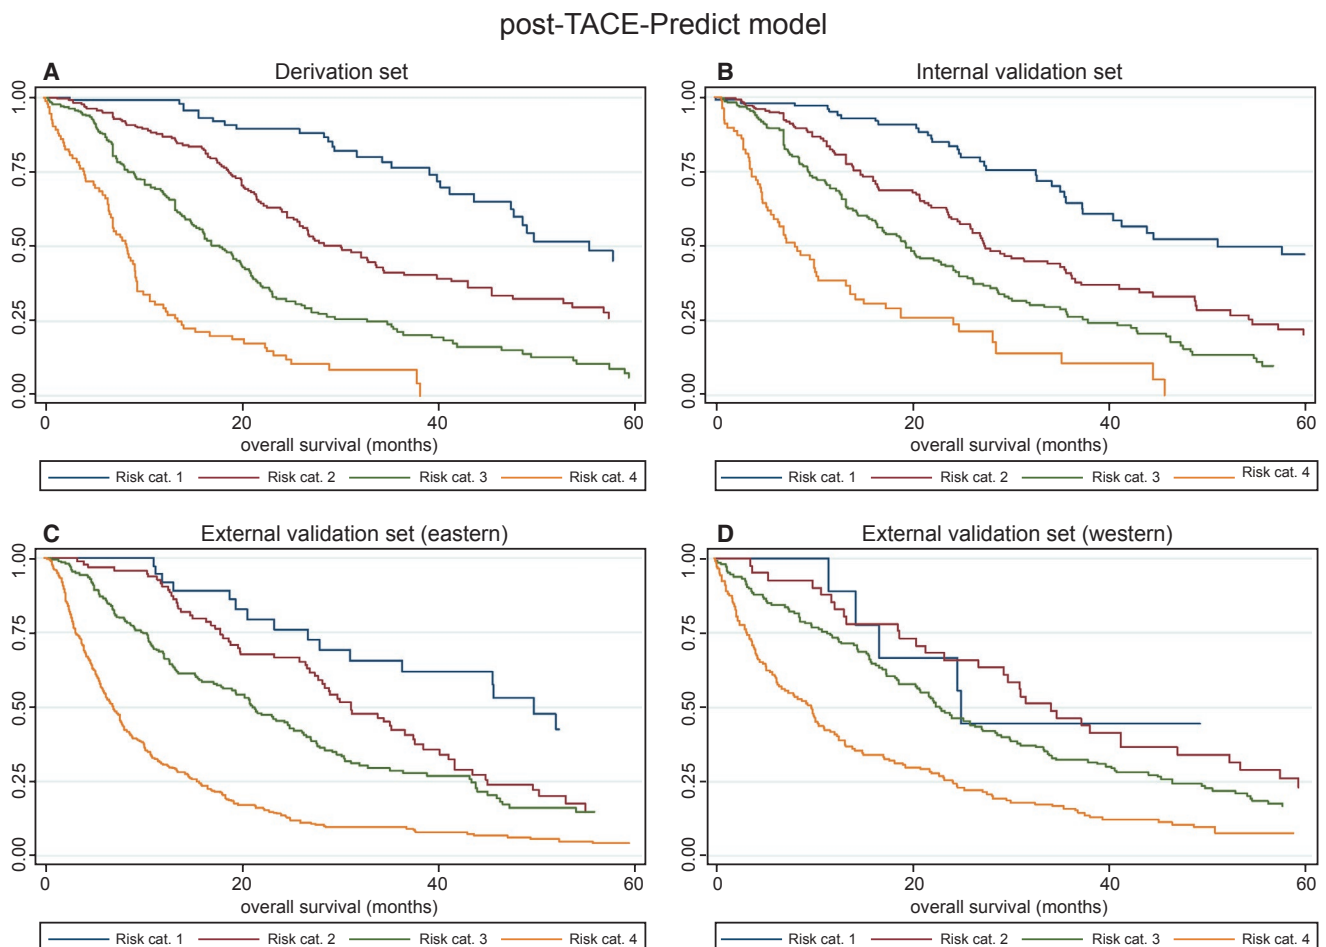 post-TACE-Predict model
A Derivation set
1.00
0.75
0.50
0.25
0.00
0 20 40 60
overall survival (months)
Risk cat. 1 Risk cat. 2 Risk cat. 3 Risk cat. 4
B Internal validation set
1.00
0.75
0.50
0.25
0.00
0 20 40 60
overall survival (months)
Risk cat. 1 Risk cat. 2 Risk cat. 3 Risk cat. 4
C External validation set (eastern)
1.00
0.75
0.50
0.25
0.00
0 20 40 60
overall survival (months)
Risk cat. 1 Risk cat. 2 Risk cat. 3 Risk cat. 4
D External validation set (western)
1.00
0.75
0.50
0.25
0.00
0 20 40 60
overall survival (months)
Risk cat. 1 Risk cat. 2 Risk cat. 3 Risk cat. 4